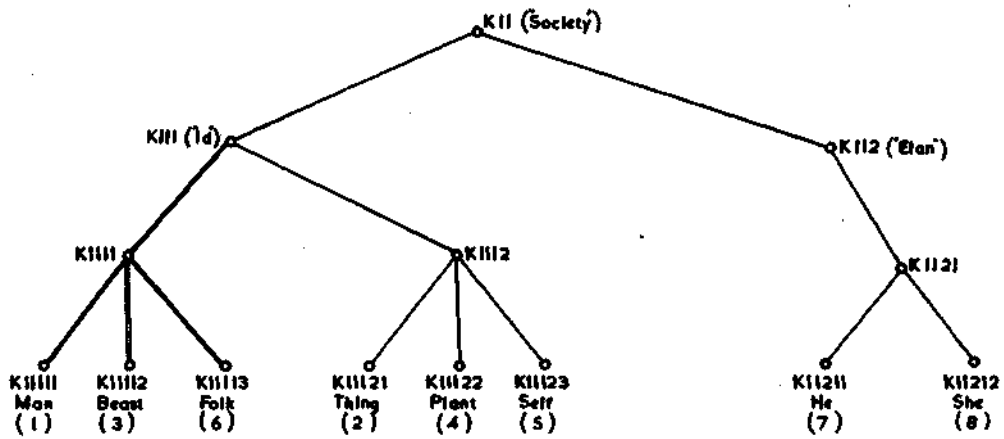 K11 ("Society")
K111 ("Id")
K112 ("Elan")
K1111
K1112
K1121
K11111 K11112 K11113 K11121 K11122 K11123 K11211 K11212
Man Beast Folk Thing Plant Self He She
(1) (3) (6) (2) (4) (5) (7) (8)